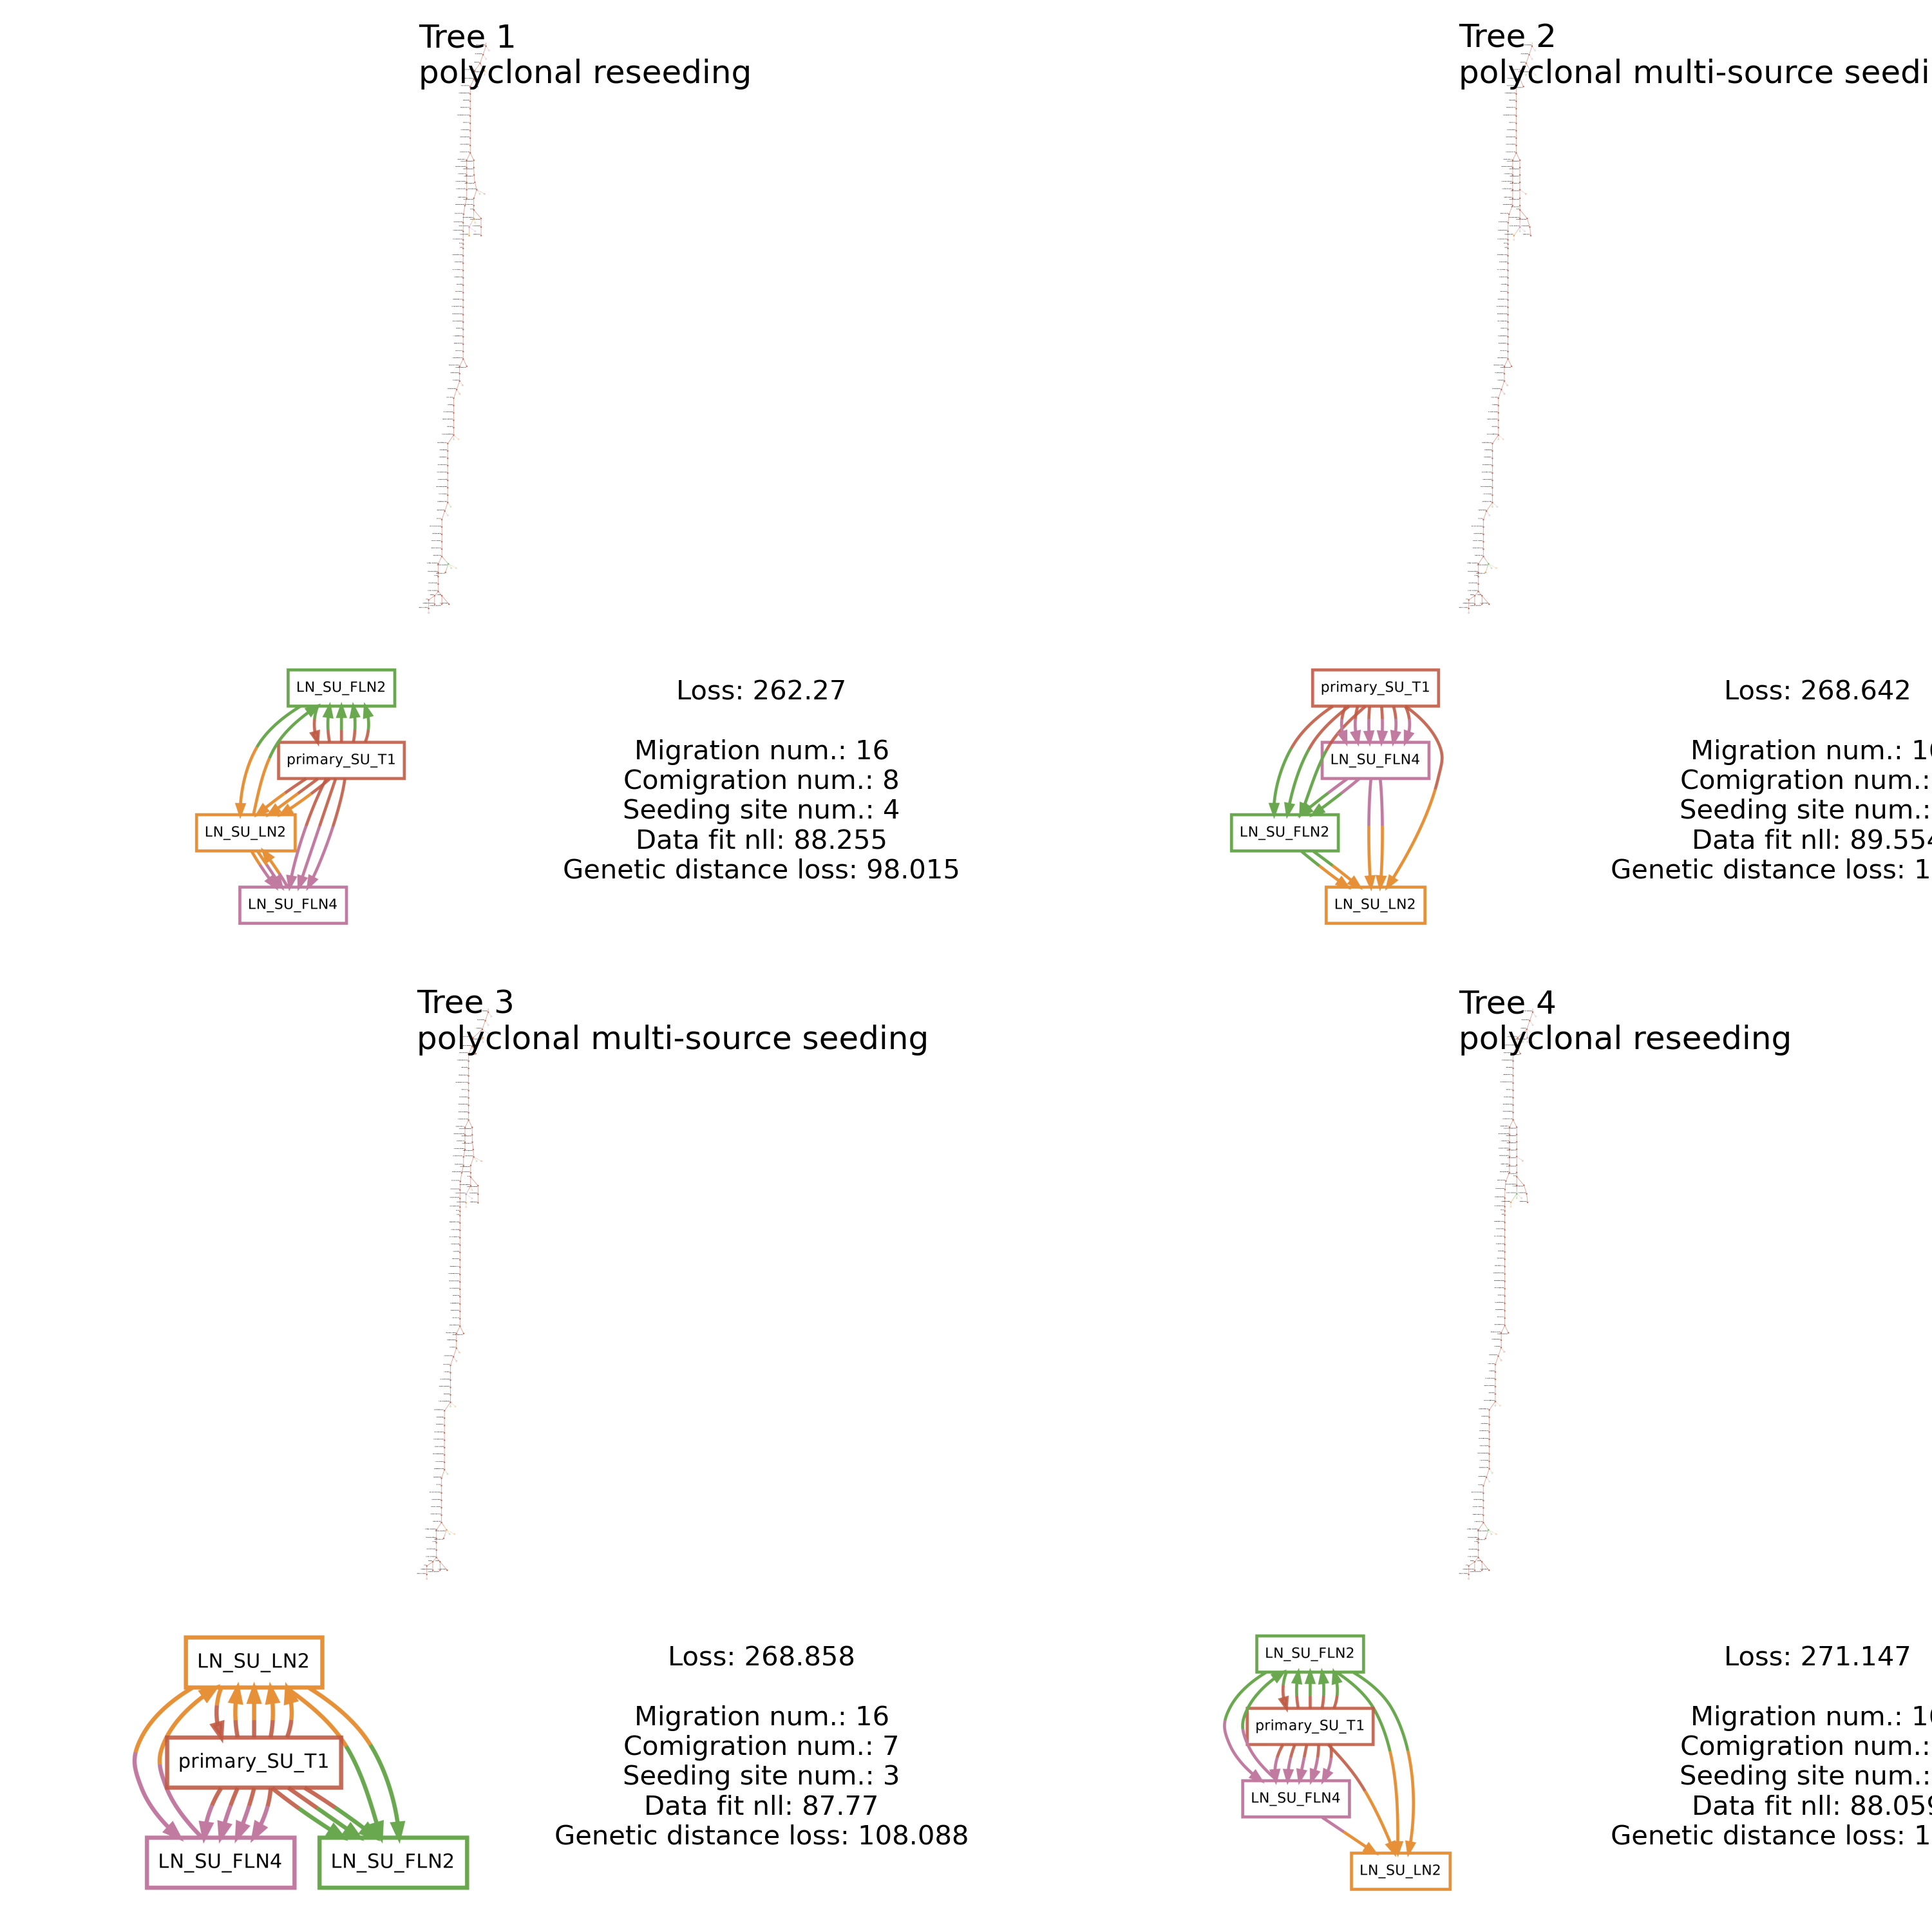 Tree 1
polyclonal reseeding
LN_SU_FLN2
primary_SU_T1
LN_SU_LN2
LN_SU_FLN4
Loss: 262.27
Migration num.: 16
Comigration num.: 8
Seeding site num.: 4
Data fit nll: 88.255
Genetic distance loss: 98.015
Tree 2
polyclonal multi-source seedi
primary_SU_T1
LN_SU_FLN4
LN_SU_FLN2
LN_SU_LN2
Loss: 268.642
Migration num.: 1
Comigration num.:
Seeding site num.:
Data fit nll: 89.554
Genetic distance loss: 1
Tree 3
polyclonal multi-source seeding
LN_SU_LN2
primary_SU_T1
LN_SU_FLN4
LN_SU_FLN2
Loss: 268.858
Migration num.: 16
Comigration num.: 7
Seeding site num.: 3
Data fit nll: 87.77
Genetic distance loss: 108.088
Tree 4
polyclonal reseeding
LN_SU_FLN2
primary_SU_T1
LN_SU_FLN4
LN_SU_LN2
Loss: 271.147
Migration num.: 1
Comigration num.:
Seeding site num.:
Data fit nll: 88.059
Genetic distance loss: 1